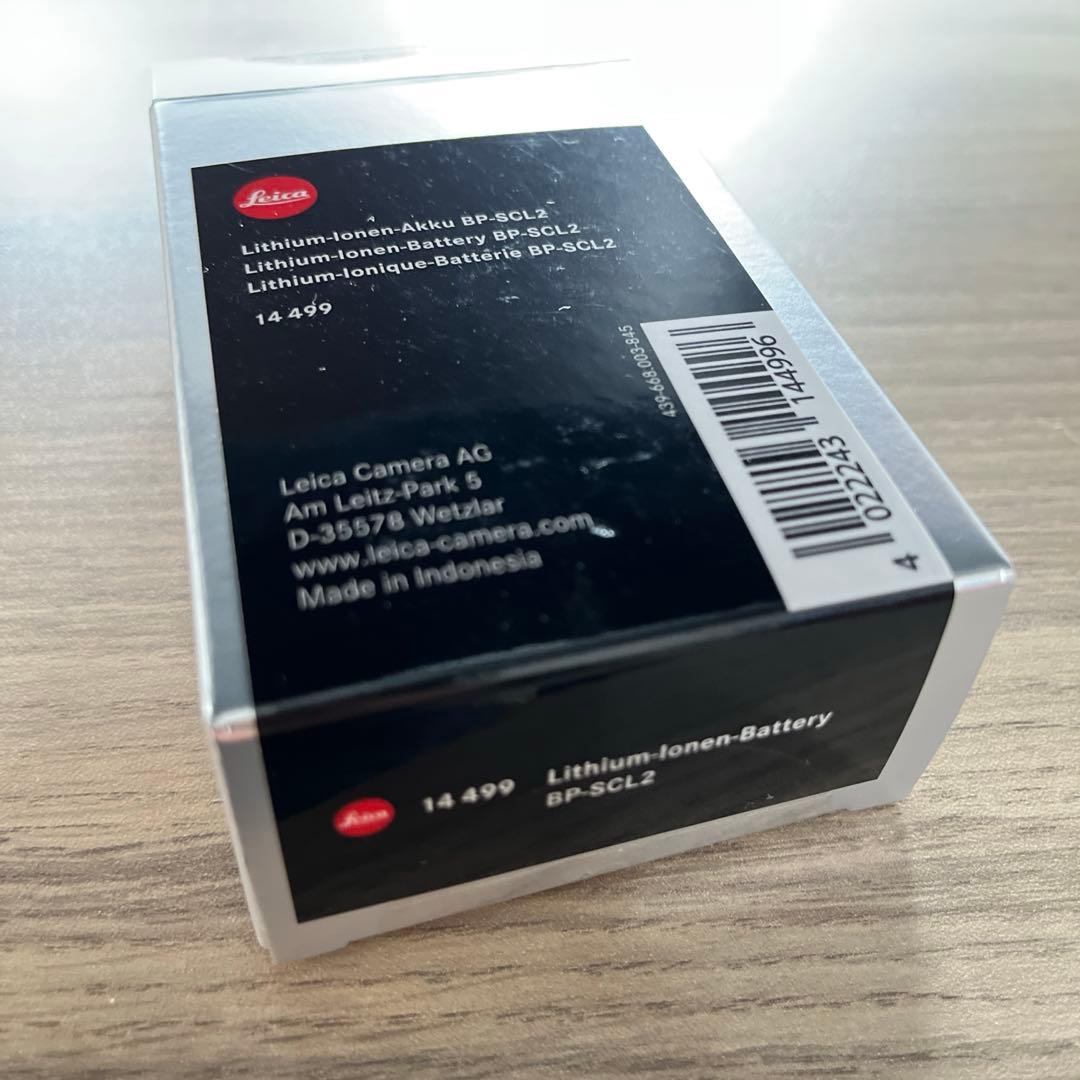 Leica
Lithium-Ionen-Akku BP-SCL2
Lithium-Ionen-Battery BP-SCL2
Lithium-Ionique-Batterie BP-SCL2
14 499
439-668.003-845
4 022243 144996
Leica Camera AG
Am Leitz-Park 5
D-35578 Wetzlar
www.leica-camera.com
Made in Indonesia
Leica
14 499
Lithium-Ionen-Battery
BP-SCL2